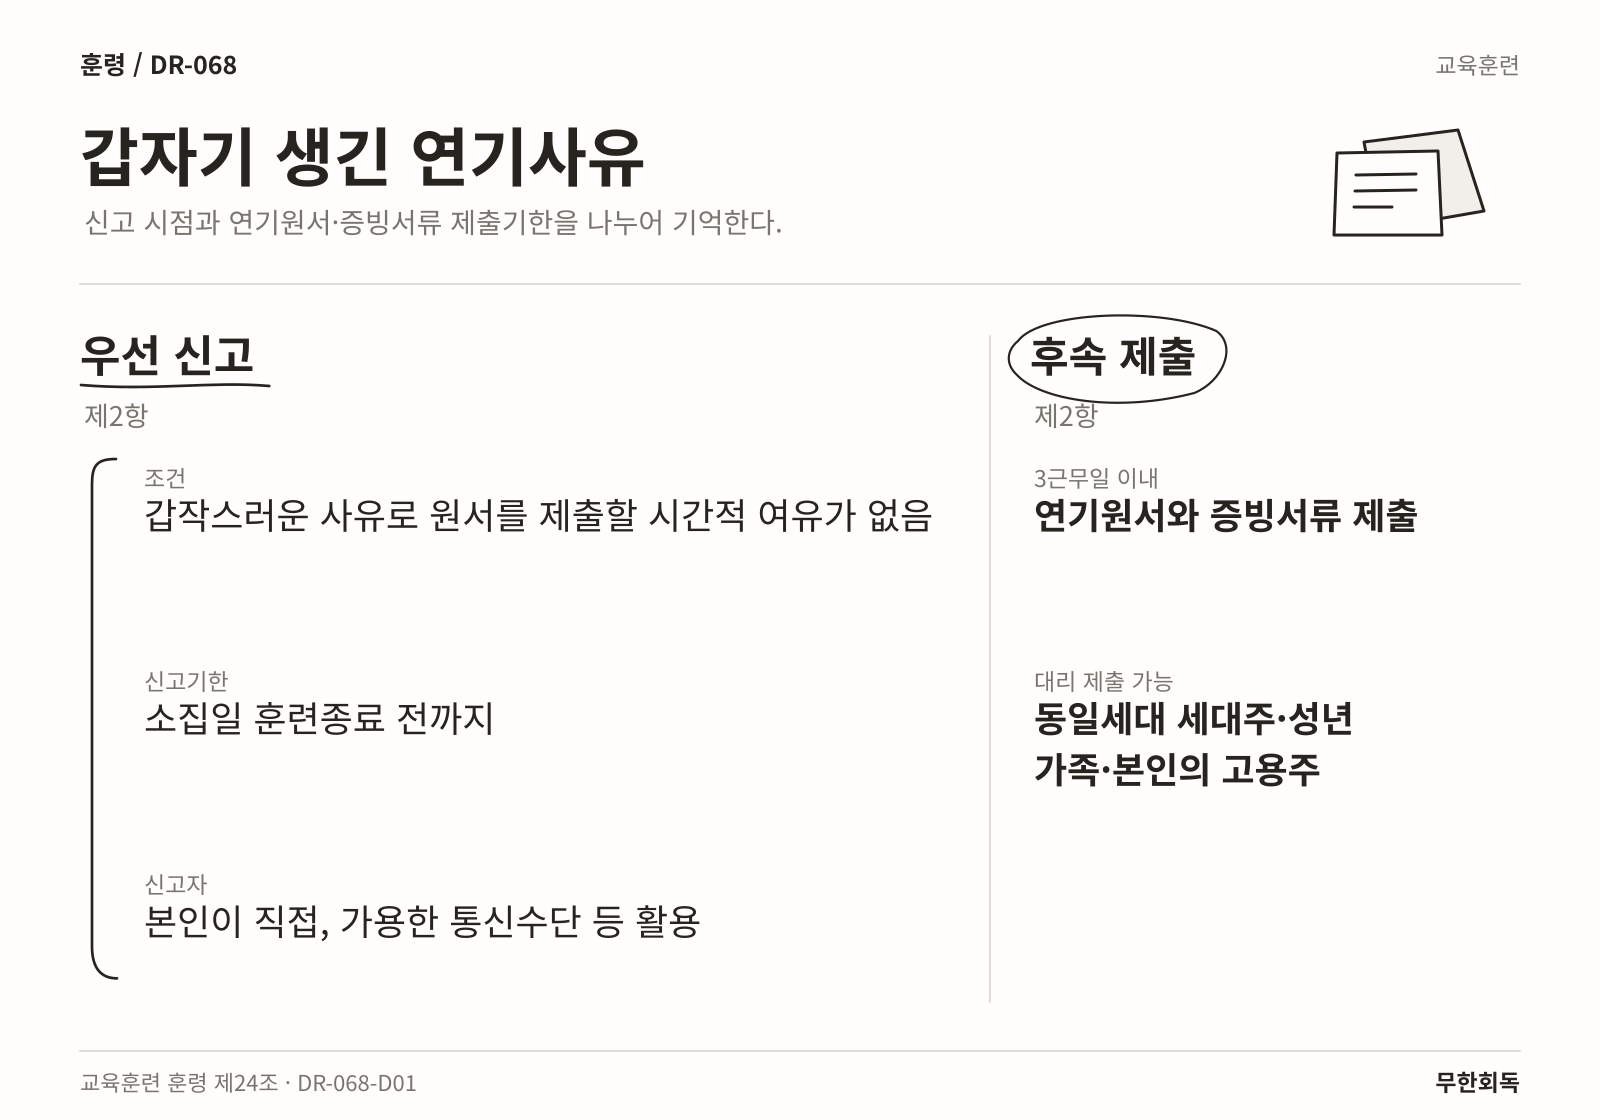 훈령 / DR-068
교육훈련
갑자기 생긴 연기사유
신고 시점과 연기원서·증빙서류 제출기한을 나누어 기억한다.
우선 신고
제2항
조건
갑작스러운 사유로 원서를 제출할 시간적 여유가 없음
신고기한
소집일 훈련종료 전까지
신고자
본인이 직접, 가용한 통신수단 등 활용
후속 제출
제2항
3근무일 이내
연기원서와 증빙서류 제출
대리 제출 가능
동일세대 세대주·성년
가족·본인의 고용주
교육훈련 훈령 제24조 · DR-068-D01
무한회독